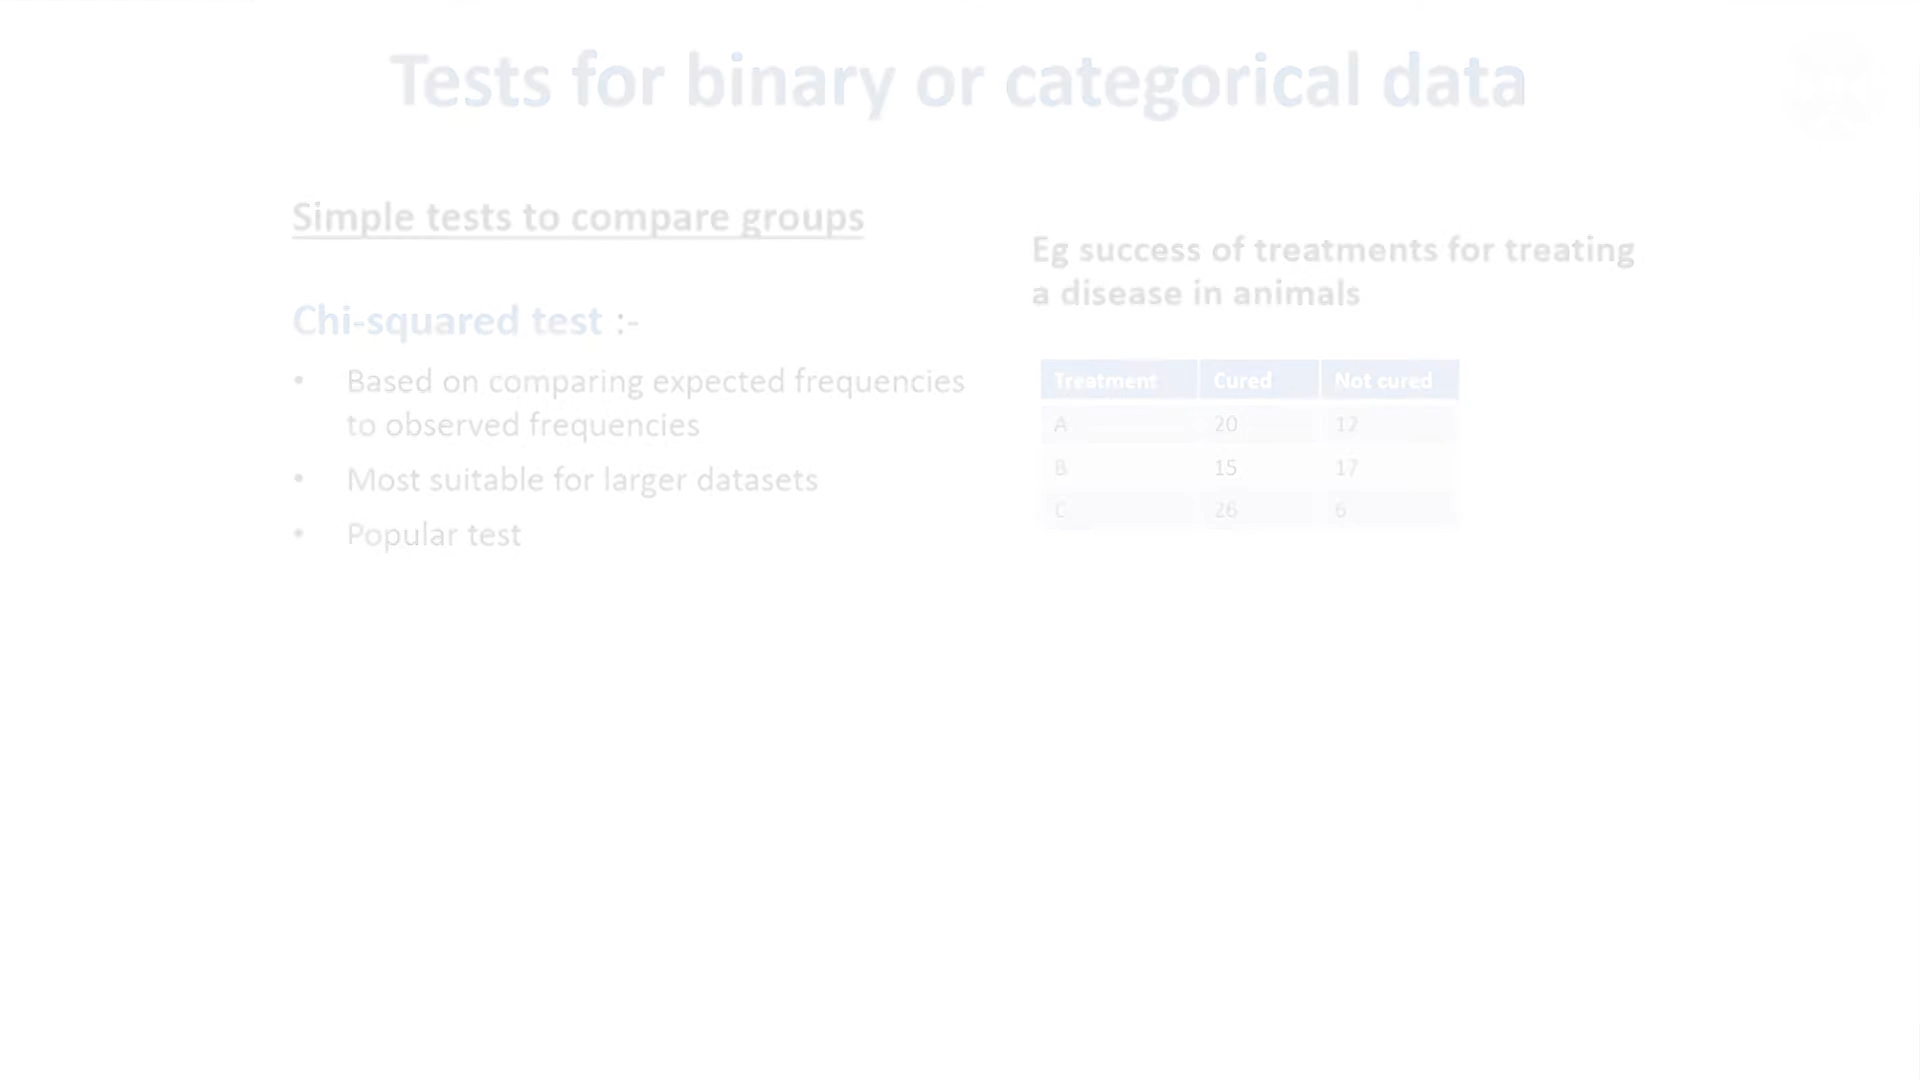 Tests for binary or categorical data
Simple tests to compare groups
Chi-squared test :-
• Based on comparing expected frequencies
to observed frequencies
• Most suitable for larger datasets
• Popular test
Eg success of treatments for treating
a disease in animals
Treatment Cured Not cured
A 20 12
B 15 17
C 26 6